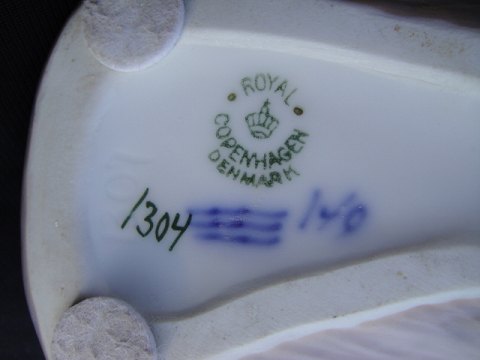 ROYAL
COPENHAGEN
DENMARK
1304